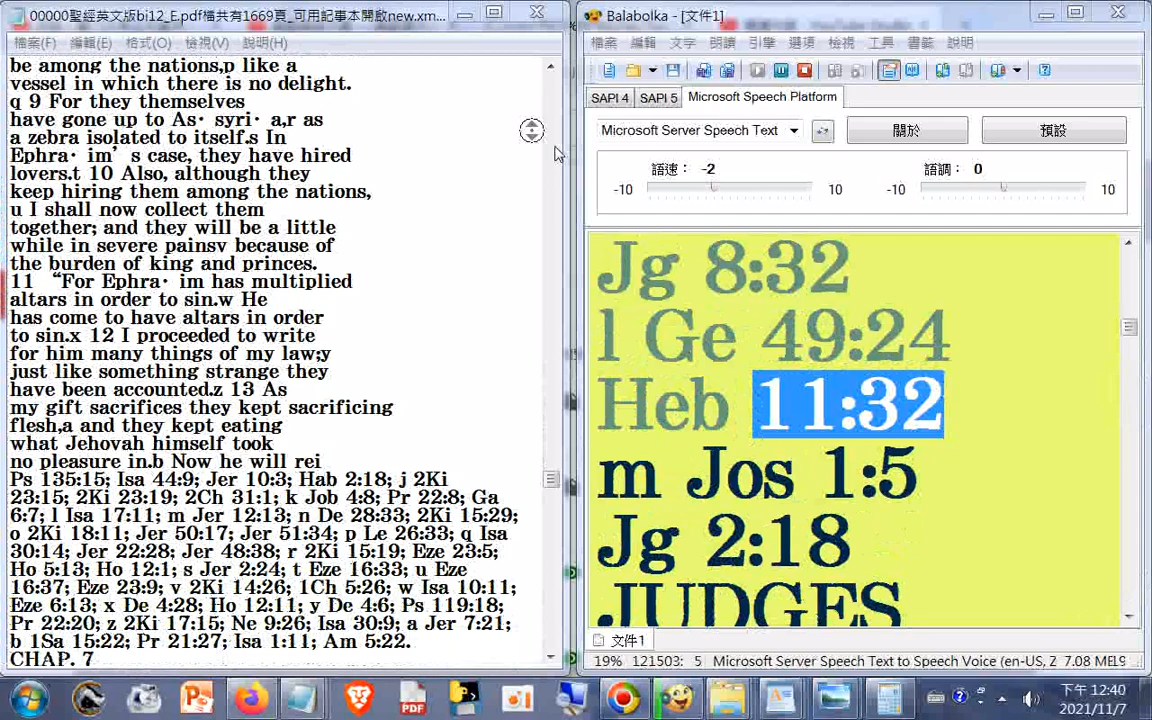 00000聖經英文版bi12_E.pdf檔共有1669頁_可用記事本開啟new.xm...
檔案(F) 編輯(E) 格式(O) 檢視(V) 說明(H)
be among the nations,p like a
vessel in which there is no delight.
q 9 For they themselves
have gone up to As· syri· a,r as
a zebra isolated to itself.s In
Ephra· im’ s case, they have hired
lovers.t 10 Also, although they
keep hiring them among the nations,
u I shall now collect them
together; and they will be a little
while in severe painsv because of
the burden of king and princes.
11 “For Ephra· im has multiplied
altars in order to sin.w He
has come to have altars in order
to sin.x 12 I proceeded to write
for him many things of my law;y
just like something strange they
have been accounted.z 13 As
my gift sacrifices they kept sacrificing
flesh,a and they kept eating
what Jehovah himself took
no pleasure in.b Now he will rei
Ps 135:15; Isa 44:9; Jer 10:3; Hab 2:18; j 2Ki
23:15; 2Ki 23:19; 2Ch 31:1; k Job 4:8; Pr 22:8; Ga
6:7; l Isa 17:11; m Jer 12:13; n De 28:33; 2Ki 15:29;
o 2Ki 18:11; Jer 50:17; Jer 51:34; p Le 26:33; q Isa
30:14; Jer 22:28; Jer 48:38; r 2Ki 15:19; Eze 23:5;
Ho 5:13; Ho 12:1; s Jer 2:24; t Eze 16:33; u Eze
16:37; Eze 23:9; v 2Ki 14:26; 1Ch 5:26; w Isa 10:11;
Eze 6:13; x De 4:28; Ho 12:11; y De 4:6; Ps 119:18;
Pr 22:20; z 2Ki 17:15; Ne 9:26; Isa 30:9; a Jer 7:21;
b 1Sa 15:22; Pr 21:27; Isa 1:11; Am 5:22.
CHAP. 7
Balabolka - [文件1]
檔案 編輯 文字 朗讀 引擎 選項 檢視 工具 書籤 說明
SAPI 4 SAPI 5 Microsoft Speech Platform
Microsoft Server Speech Text 關於 預設
語速： -2 語調： 0
-10 10 -10 10
Jg 8:32
l Ge 49:24
Heb 11:32
m Jos 1:5
Jg 2:18
JUDGES
文件1
19% 121503: 5 Microsoft Server Speech Text to Speech Voice (en-US, Z 7.08 ME
下午 12:40
2021/11/7